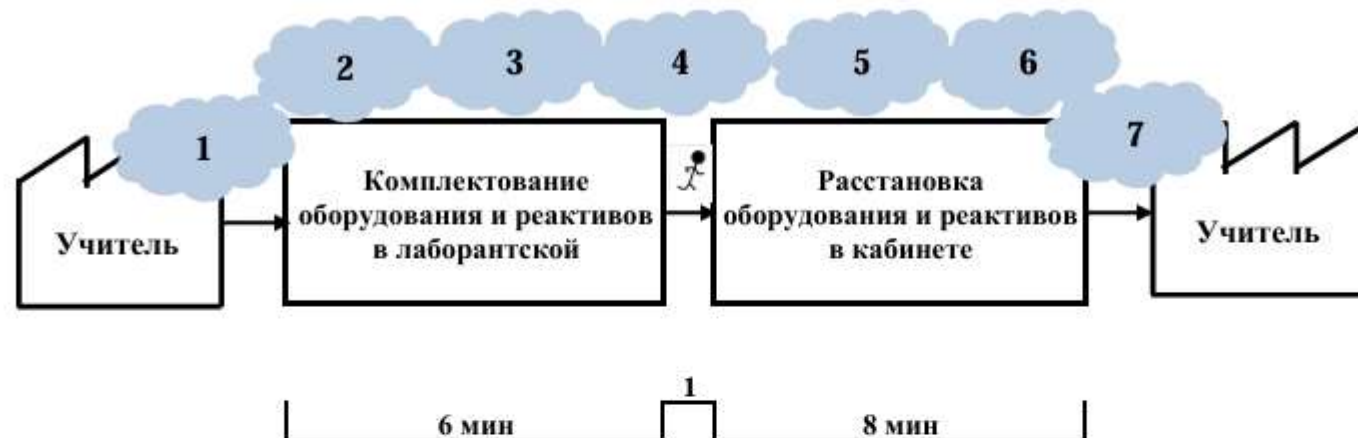 1
2
3
4
5
6
7
Учитель
Комплектование
оборудования и реактивов
в лаборантской
Расстановка
оборудования и реактивов
в кабинете
Учитель
6 мин
1
8 мин